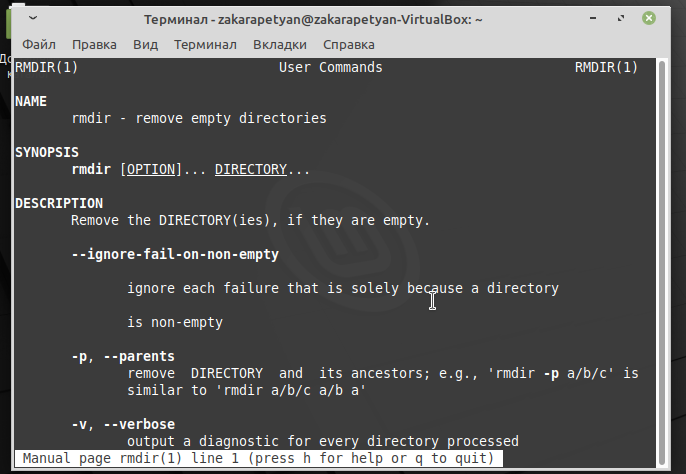 Терминал - zakarapetyan@zakarapetyan-VirtualBox: ~
Файл Правка Вид Терминал Вкладки Справка
RMDIR(1) User Commands RMDIR(1)
NAME
rmdir - remove empty directories
SYNOPSIS
rmdir [OPTION]... DIRECTORY...
DESCRIPTION
Remove the DIRECTORY(ies), if they are empty.
--ignore-fail-on-non-empty
ignore each failure that is solely because a directory
is non-empty
-p, --parents
remove DIRECTORY and its ancestors; e.g., 'rmdir -p a/b/c' is
similar to 'rmdir a/b/c a/b a'
-v, --verbose
output a diagnostic for every directory processed
Manual page rmdir(1) line 1 (press h for help or q to quit)